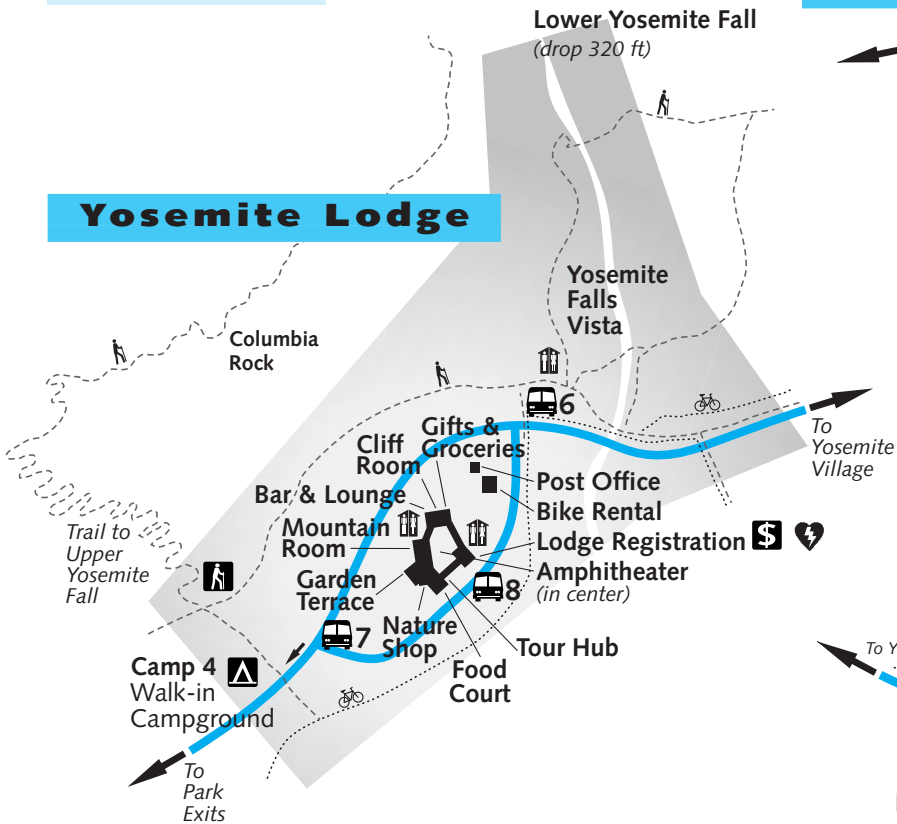 Lower Yosemite Fall
(drop 320 ft)
Yosemite Lodge
Yosemite
Falls
Vista
Columbia
Rock
6
To
Yosemite
Village
Gifts &
Groceries
Cliff
Room
Post Office
Bar & Lounge
Bike Rental
Mountain
Room
Lodge Registration $
Amphitheater
(in center)
Trail to
Upper
Yosemite
Fall
Garden
Terrace
8
7
Nature
Shop
Tour Hub
Food
Court
Camp 4
Walk-in
Campground
To
Park
Exits
To Y